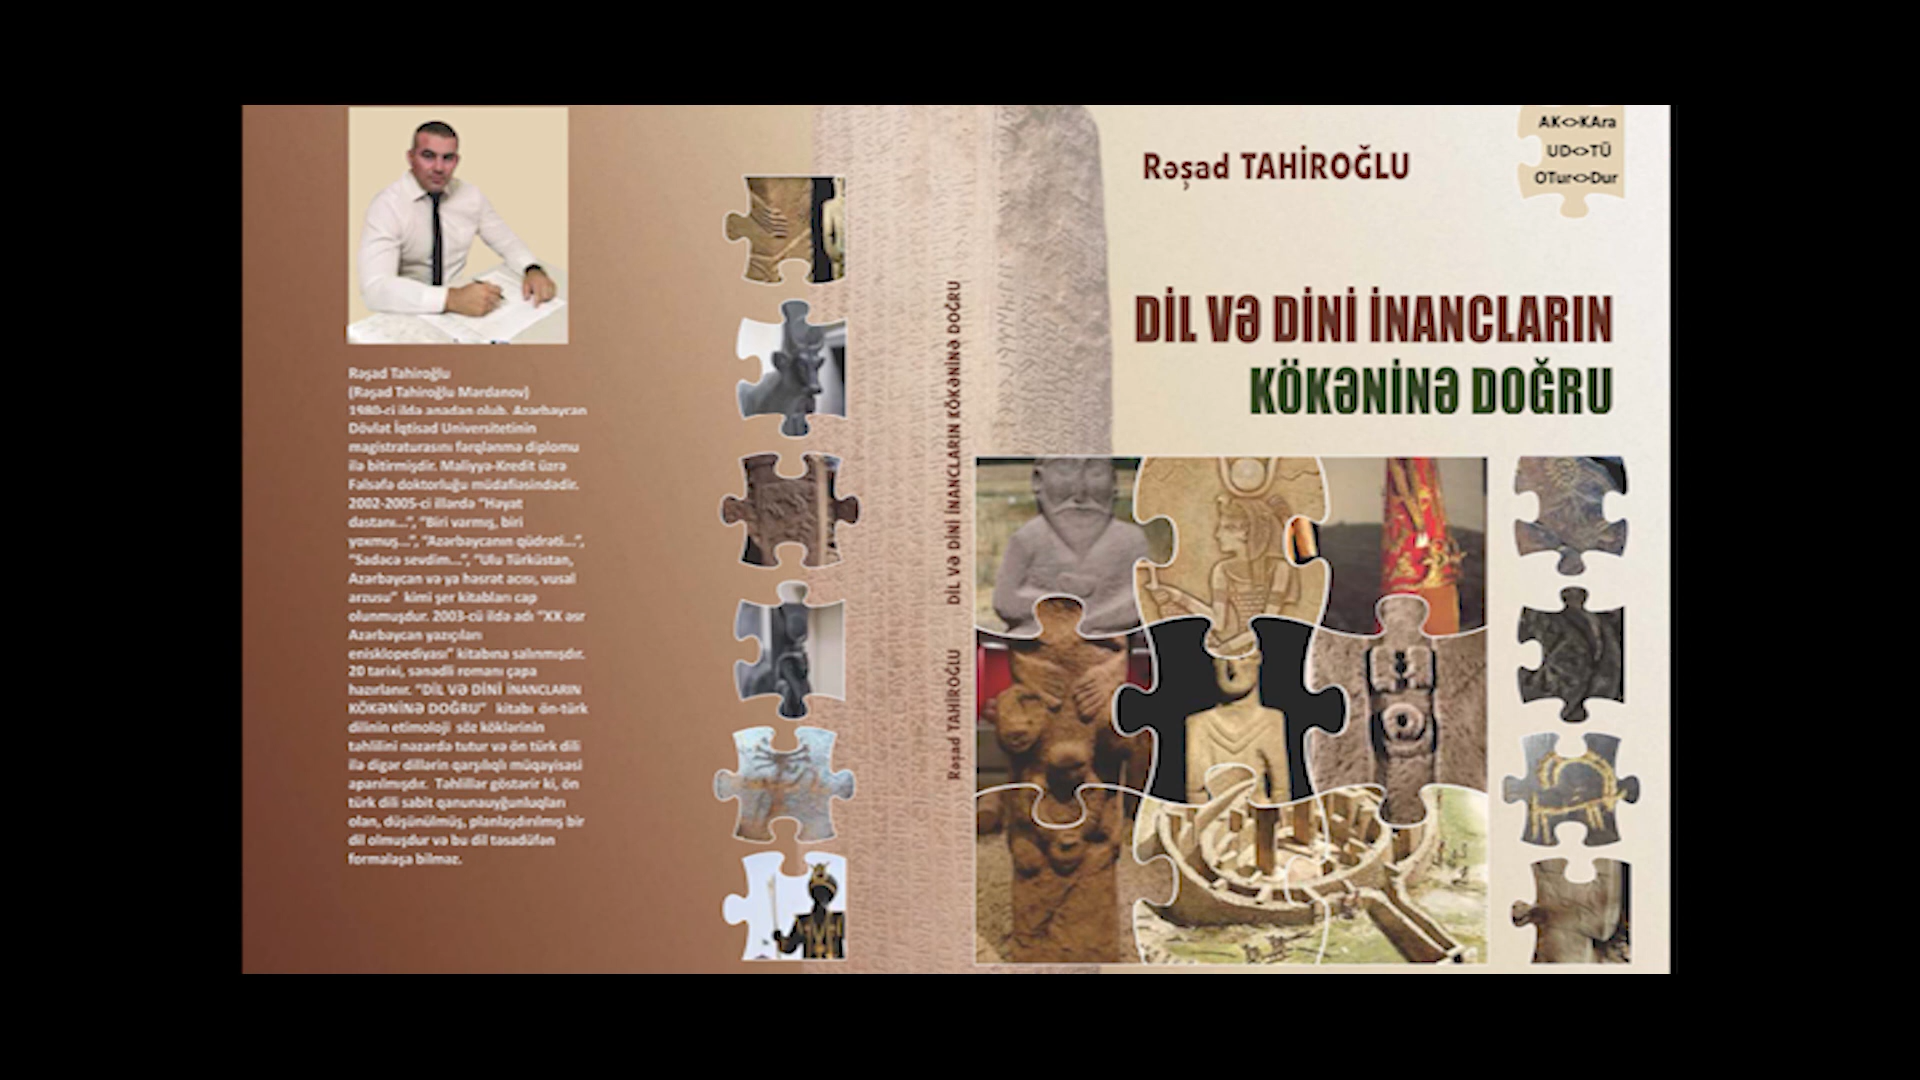 Rəşad Tahiroğlu
(Rəşad Tahiroğlu Mərdanov)
1980-ci ildə anadan olub. Azərbaycan
Dövlət İqtisad Universitetinin
magistraturasını fərqlənmə diplomu
ilə bitirmişdir. Maliyyə-Kredit üzrə
Fəlsəfə doktorluğu müdafiəsindədir.
2002-2005-ci illərdə "Həyat
dastanı...", "Biri varmış, biri
yoxmuş...", "Azərbaycanın qüdrəti...",
"Sadəcə sevdim...", "Ulu Türküstan,
Azərbaycan və ya həsrət acısı, vusal
arzusu" kimi şer kitabları cap
olunmuşdur. 2003-cü ildə adı "XX əsr
Azərbaycan yazıçıları
enisklopediyası" kitabına salınmışdır.
20 tarixi, sənədli romanı çapa
hazırlanır. "DİL VƏ DİNİ İNANCLARIN
KÖKƏNİNƏ DOĞRU" kitabı ön-türk
dilinin etimoloji söz köklərinin
təhlilini nəzərdə tutur və ön türk dili
ilə digər dillərin qarşılıqlı müqayisəsi
aparılmışdır. Təhlillər göstərir ki, ön
türk dili sabit qanunauyğunluqları
olan, düşünülmüş, planlaşdırılmış bir
dil olmuşdur və bu dil təsadüfən
formalaşa bilməz.
Rəşad TAHİROĞLU DİL VƏ DİNİ İNANCLARIN KÖKƏNİNƏ DOĞRU
Rəşad TAHİROĞLU
AK<>KAra
UD<>TÜ
OTur<>Dur
DİL VƏ DİNİ İNANCLARIN
KÖKƏNİNƏ DOĞRU